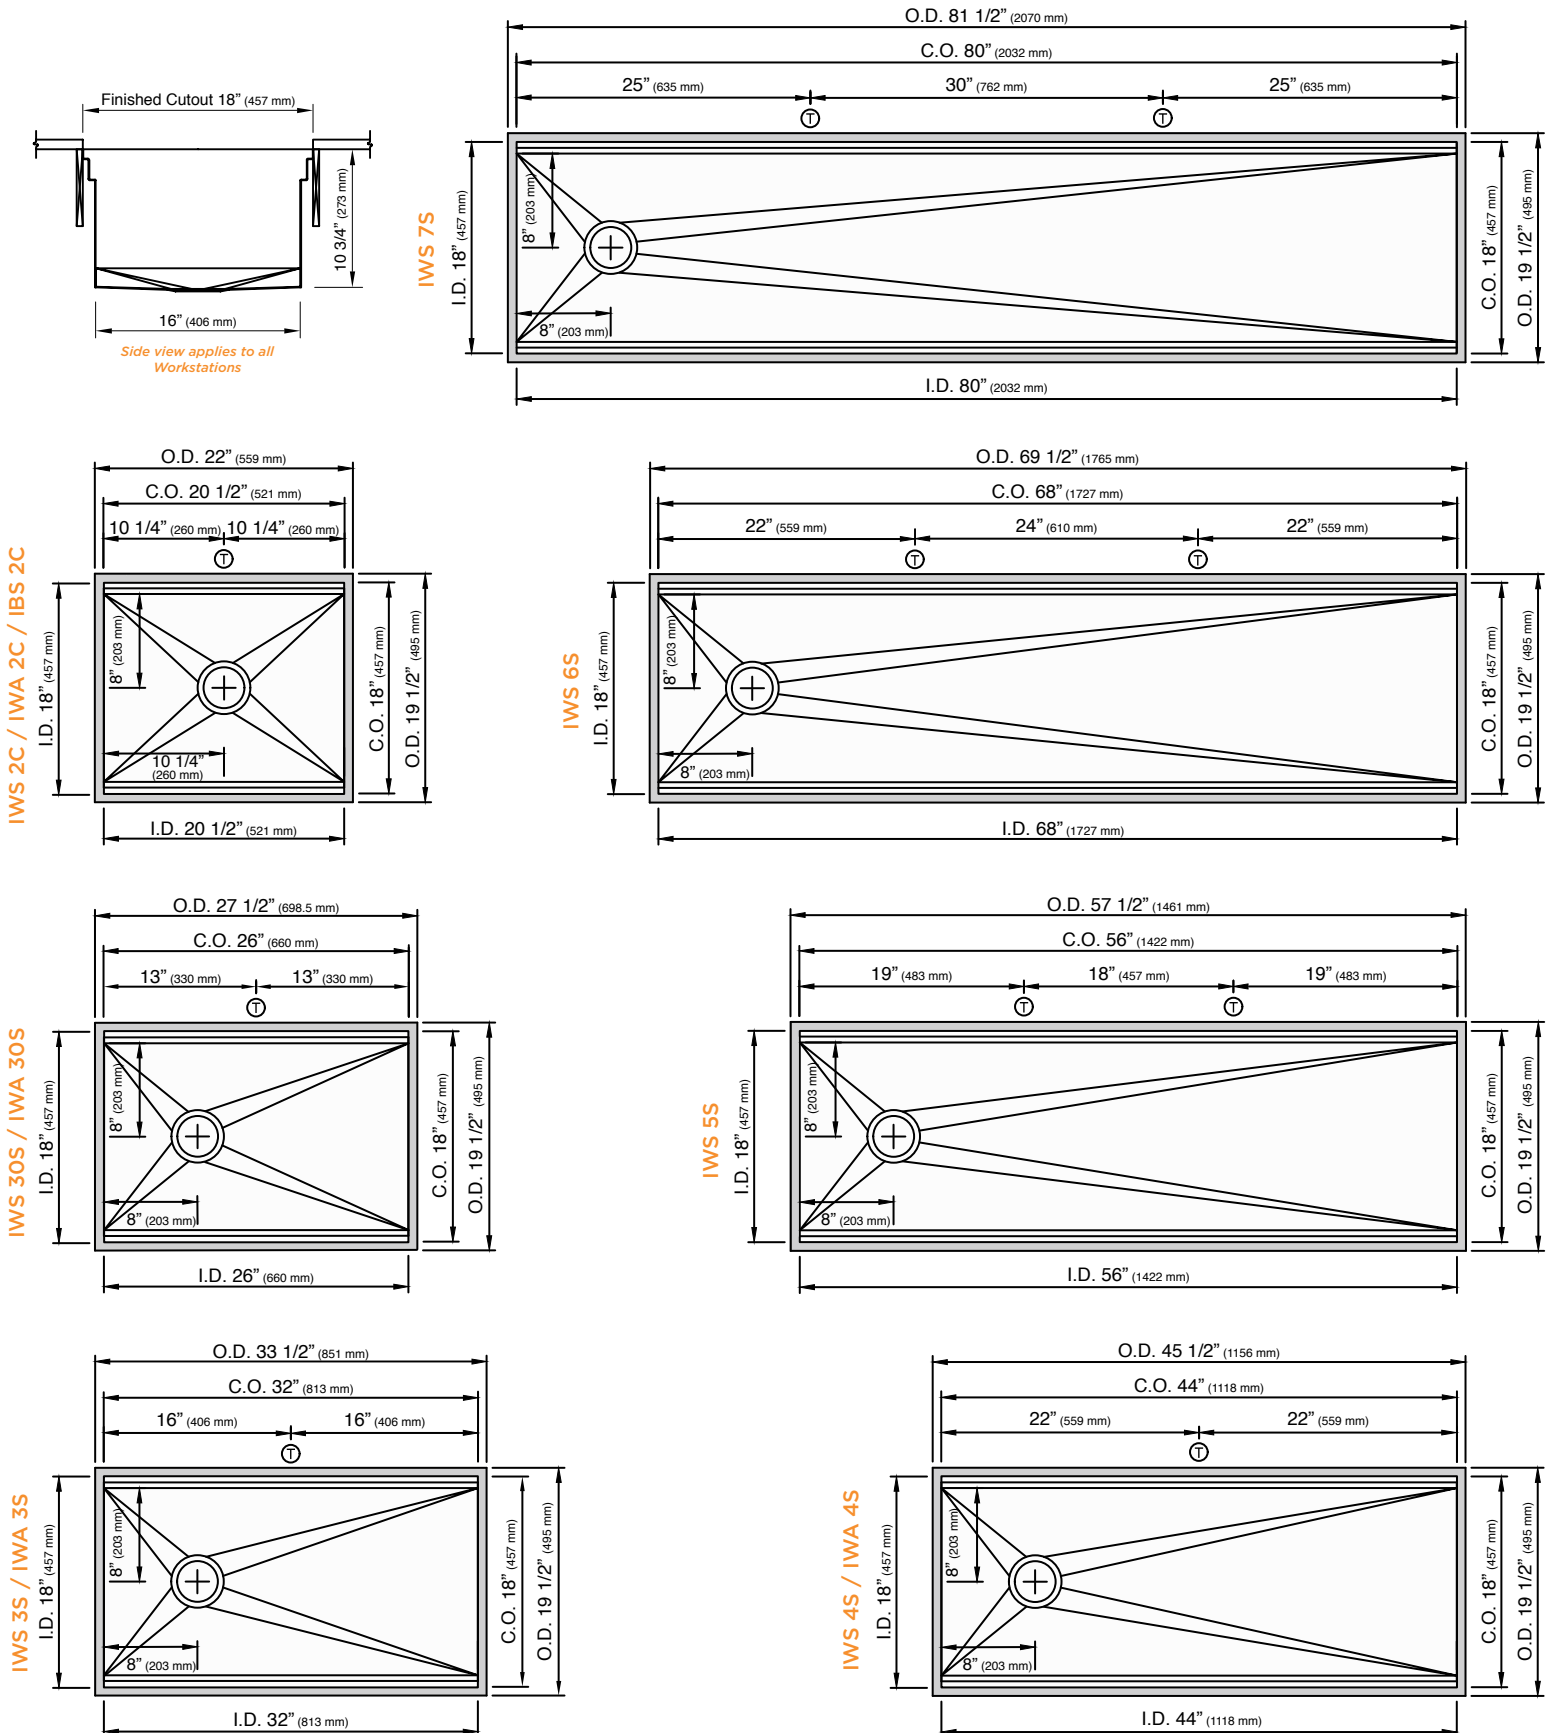 Finished Cutout 18” (457 mm)
10 3/4” (273 mm)
16” (406 mm)
Side view applies to all
Workstations
IWS 7S
O.D. 81 1/2” (2070 mm)
C.O. 80” (2032 mm)
25” (635 mm) 30” (762 mm) 25” (635 mm)
T T
I.D. 18” (457 mm)
8” (203 mm)
8” (203 mm)
C.O. 18” (457 mm)
O.D. 19 1/2” (495 mm)
I.D. 80” (2032 mm)
IWS 2C / IWA 2C / IBS 2C
O.D. 22” (559 mm)
C.O. 20 1/2” (521 mm)
10 1/4” (260 mm) 10 1/4” (260 mm)
T
I.D. 18” (457 mm)
8” (203 mm)
10 1/4”
(260 mm)
C.O. 18” (457 mm)
O.D. 19 1/2” (495 mm)
I.D. 20 1/2” (521 mm)
IWS 6S
O.D. 69 1/2” (1765 mm)
C.O. 68” (1727 mm)
22” (559 mm) 24” (610 mm) 22” (559 mm)
T T
I.D. 18” (457 mm)
8” (203 mm)
8” (203 mm)
C.O. 18” (457 mm)
O.D. 19 1/2” (495 mm)
I.D. 68” (1727 mm)
IWS 30S / IWA 30S
O.D. 27 1/2” (698.5 mm)
C.O. 26” (660 mm)
13” (330 mm) 13” (330 mm)
T
I.D. 18” (457 mm)
8” (203 mm)
8” (203 mm)
C.O. 18” (457 mm)
O.D. 19 1/2” (495 mm)
I.D. 26” (660 mm)
IWS 5S
O.D. 57 1/2” (1461 mm)
C.O. 56” (1422 mm)
19” (483 mm) 18” (457 mm) 19” (483 mm)
T T
I.D. 18” (457 mm)
8” (203 mm)
8” (203 mm)
C.O. 18” (457 mm)
O.D. 19 1/2” (495 mm)
I.D. 56” (1422 mm)
IWS 3S / IWA 3S
O.D. 33 1/2” (851 mm)
C.O. 32” (813 mm)
16” (406 mm) 16” (406 mm)
T
I.D. 18” (457 mm)
8” (203 mm)
8” (203 mm)
C.O. 18” (457 mm)
O.D. 19 1/2” (495 mm)
I.D. 32” (813 mm)
IWS 4S / IWA 4S
O.D. 45 1/2” (1156 mm)
C.O. 44” (1118 mm)
22” (559 mm) 22” (559 mm)
T
I.D. 18” (457 mm)
8” (203 mm)
8” (203 mm)
C.O. 18” (457 mm)
O.D. 19 1/2” (495 mm)
I.D. 44” (1118 mm)